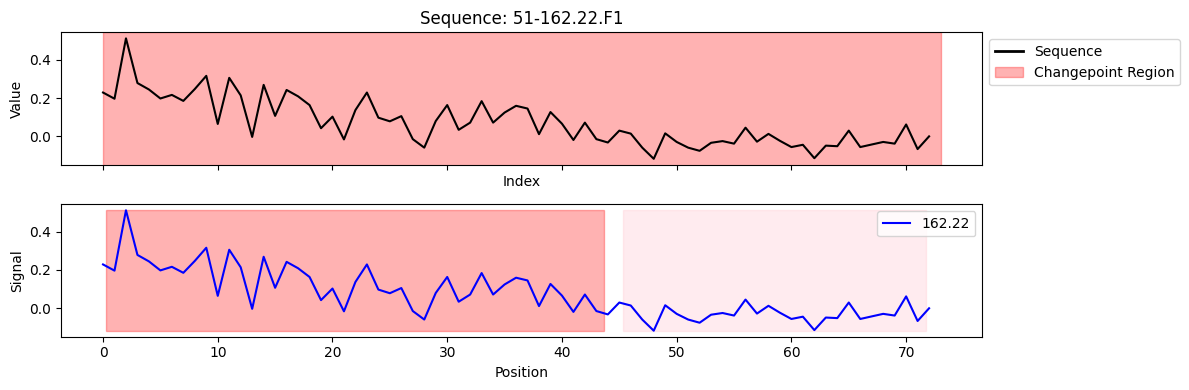 Sequence: 51-162.22.F1
0.4
0.2
0.0
Value
Index
Sequence
Changepoint Region
0.4
0.2
0.0
Signal
162.22
0 10 20 30 40 50 60 70
Position